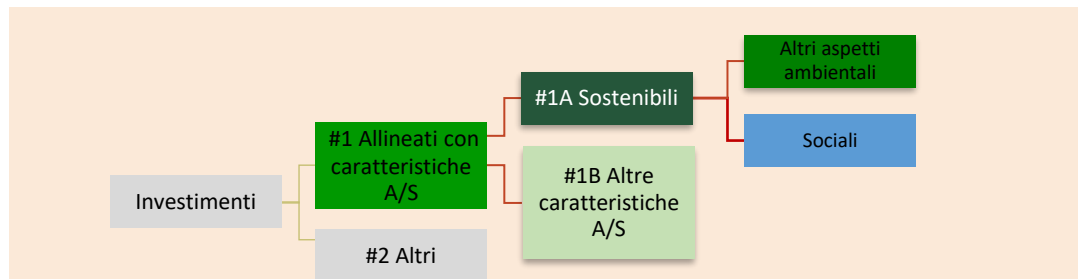 Investimenti
#1 Allineati con
caratteristiche
A/S
#2 Altri
#1A Sostenibili
#1B Altre
caratteristiche
A/S
Altri aspetti
ambientali
Sociali